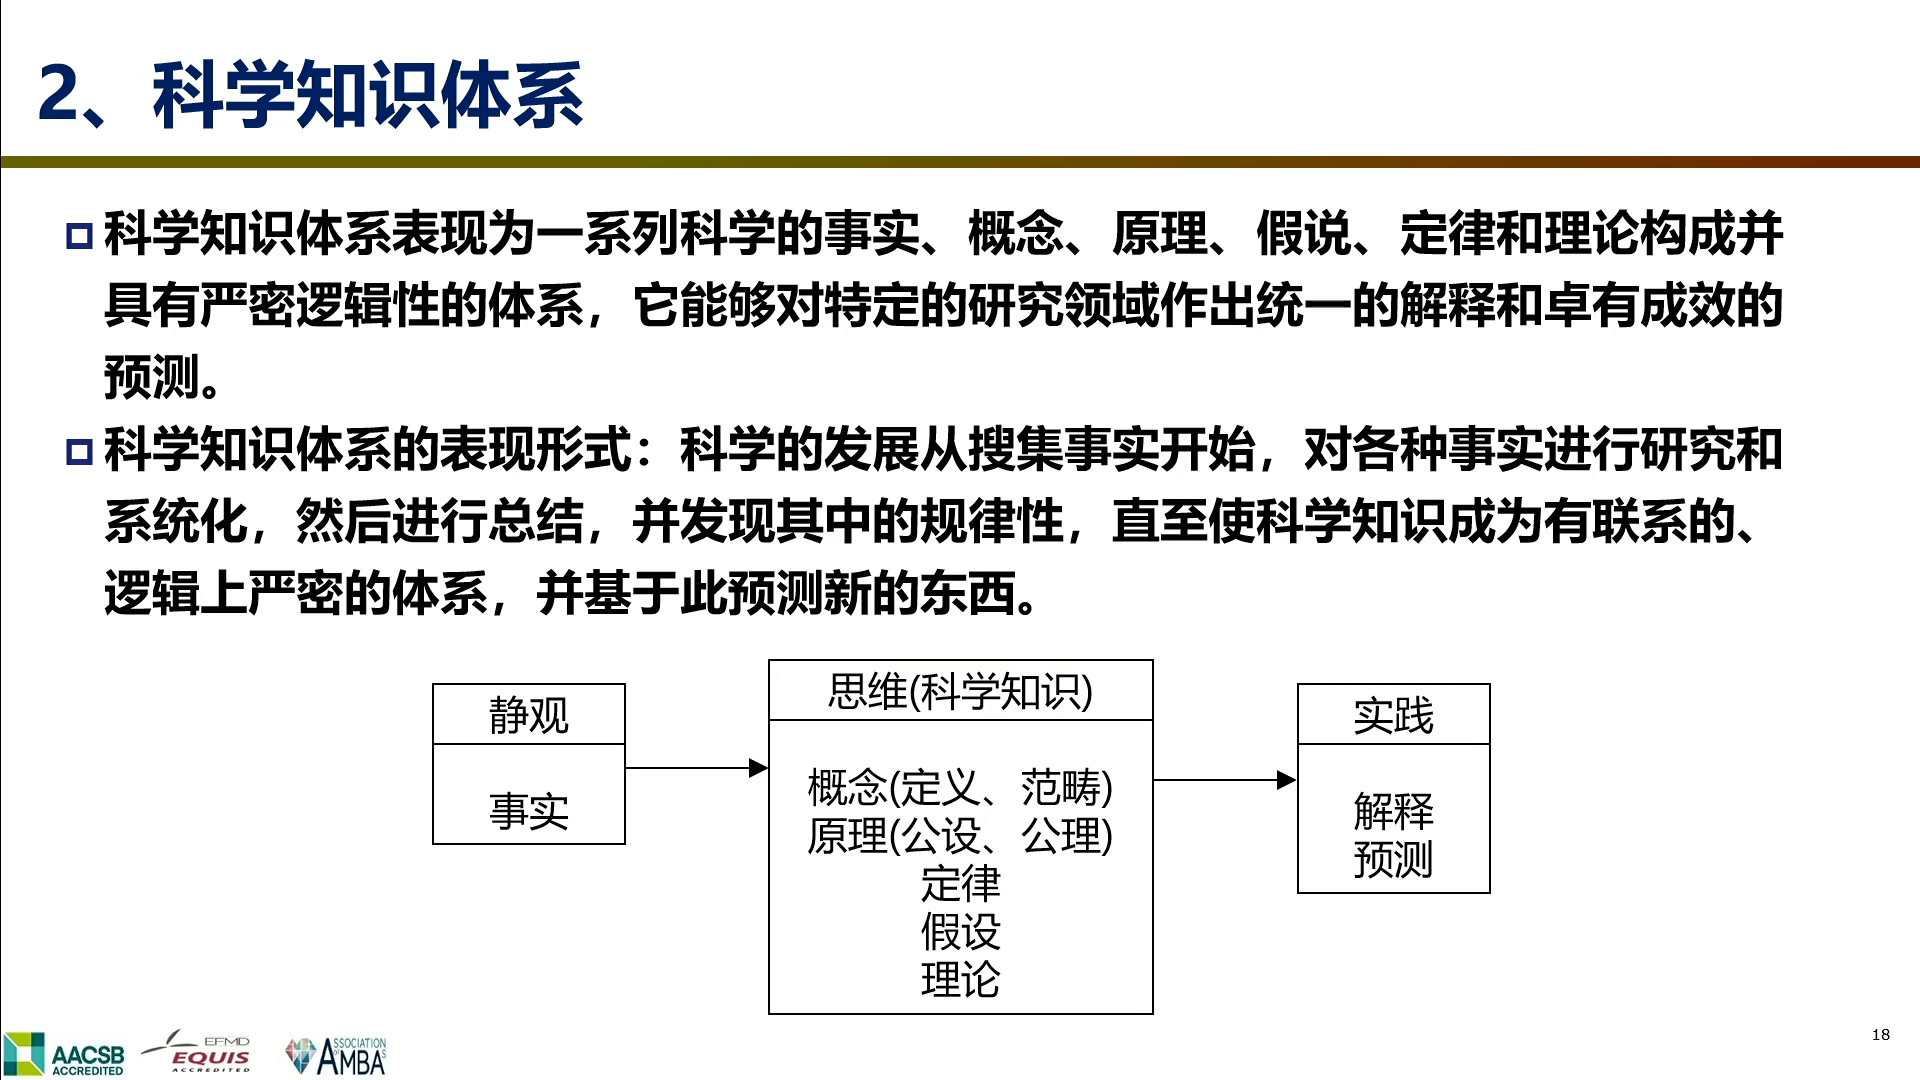 2、科学知识体系
科学知识体系表现为一系列科学的事实、概念、原理、假说、定律和理论构成并
具有严密逻辑性的体系，它能够对特定的研究领域作出统一的解释和卓有成效的
预测。
科学知识体系的表现形式：科学的发展从搜集事实开始，对各种事实进行研究和
系统化，然后进行总结，并发现其中的规律性，直至使科学知识成为有联系的、
逻辑上严密的体系，并基于此预测新的东西。
静观
事实
思维(科学知识)
概念(定义、范畴)
原理(公设、公理)
定律
假设
理论
实践
解释
预测
AACSB
ACCREDITED
EFMD
EQUIS
ACCREDITED
ASSOCIATION
OF
AMBAs
18